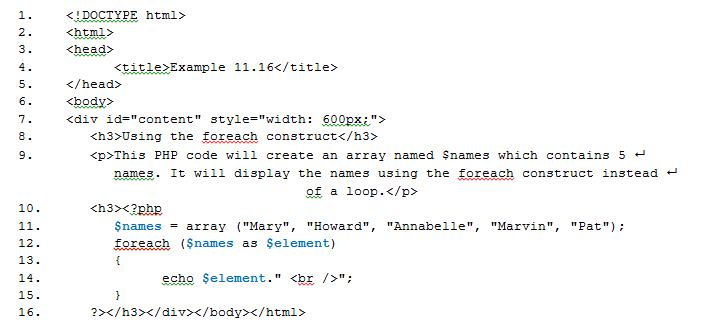 1. <!DOCTYPE html>
2. <html>
3. <head>
4. <title>Example 11.16</title>
5. </head>
6. <body>
7. <div id="content" style="width: 600px;">
8. <h3>Using the foreach construct</h3>
9. <p>This PHP code will create an array named $names which contains 5 ↵
names. It will display the names using the foreach construct instead ↵
of a loop.</p>
10. <h3><?php
11. $names = array ("Mary", "Howard", "Annabelle", "Marvin", "Pat");
12. foreach ($names as $element)
13. {
14. echo $element." <br />";
15. }
16. ?></h3></div></body></html>